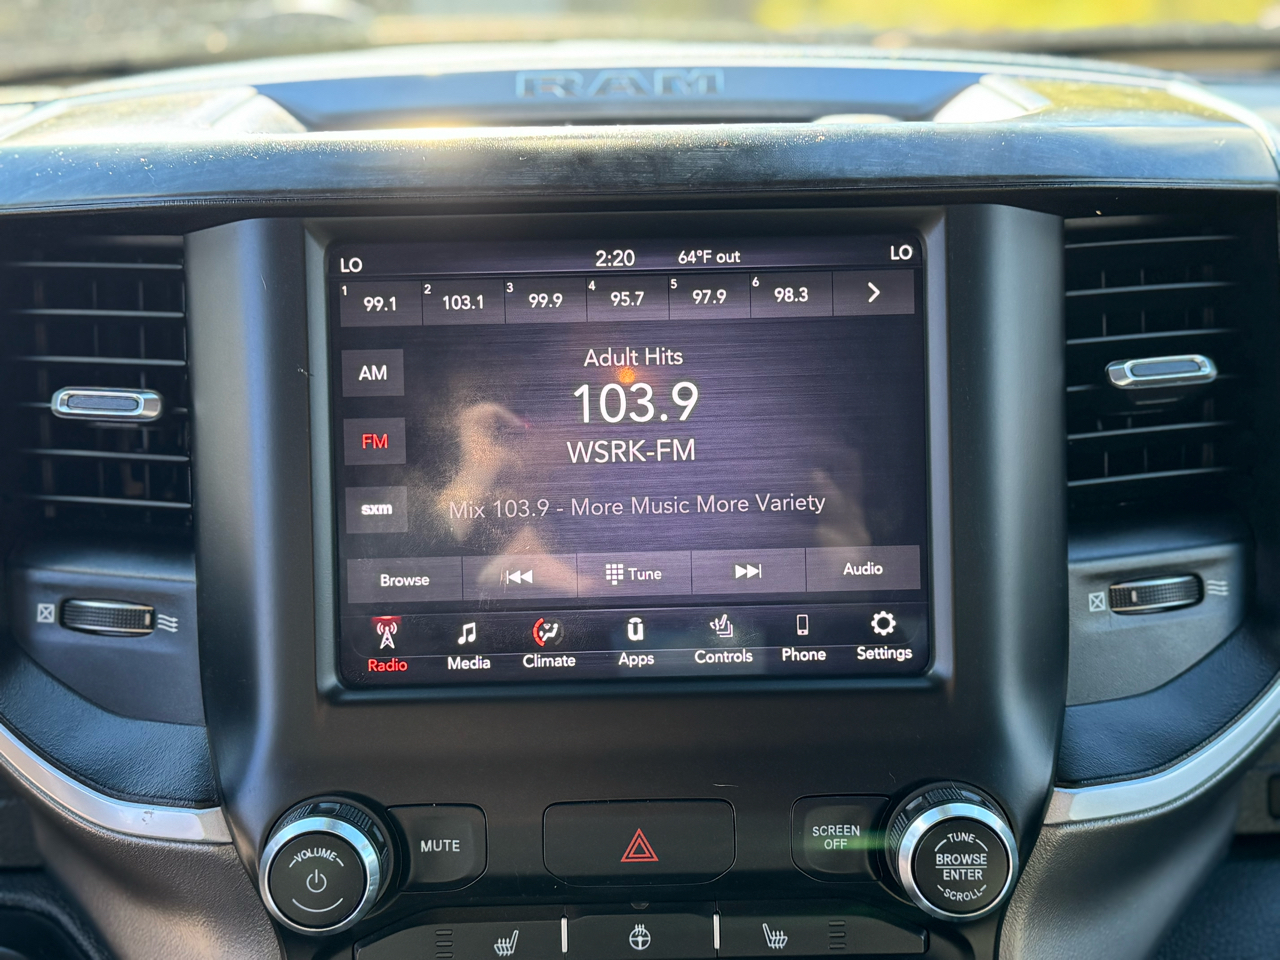 RAM
LO 2:20 64°F out LO
1 99.1 2 103.1 3 99.9 4 95.7 5 97.9 6 98.3
Adult Hits
AM
103.9
FM
WSRK-FM
sxm
Mix 103.9 - More Music More Variety
Browse Tune Audio
Radio Media Climate Apps Controls Phone Settings
VOLUME
MUTE
SCREEN
OFF
TUNE
BROWSE
ENTER
SCROLL